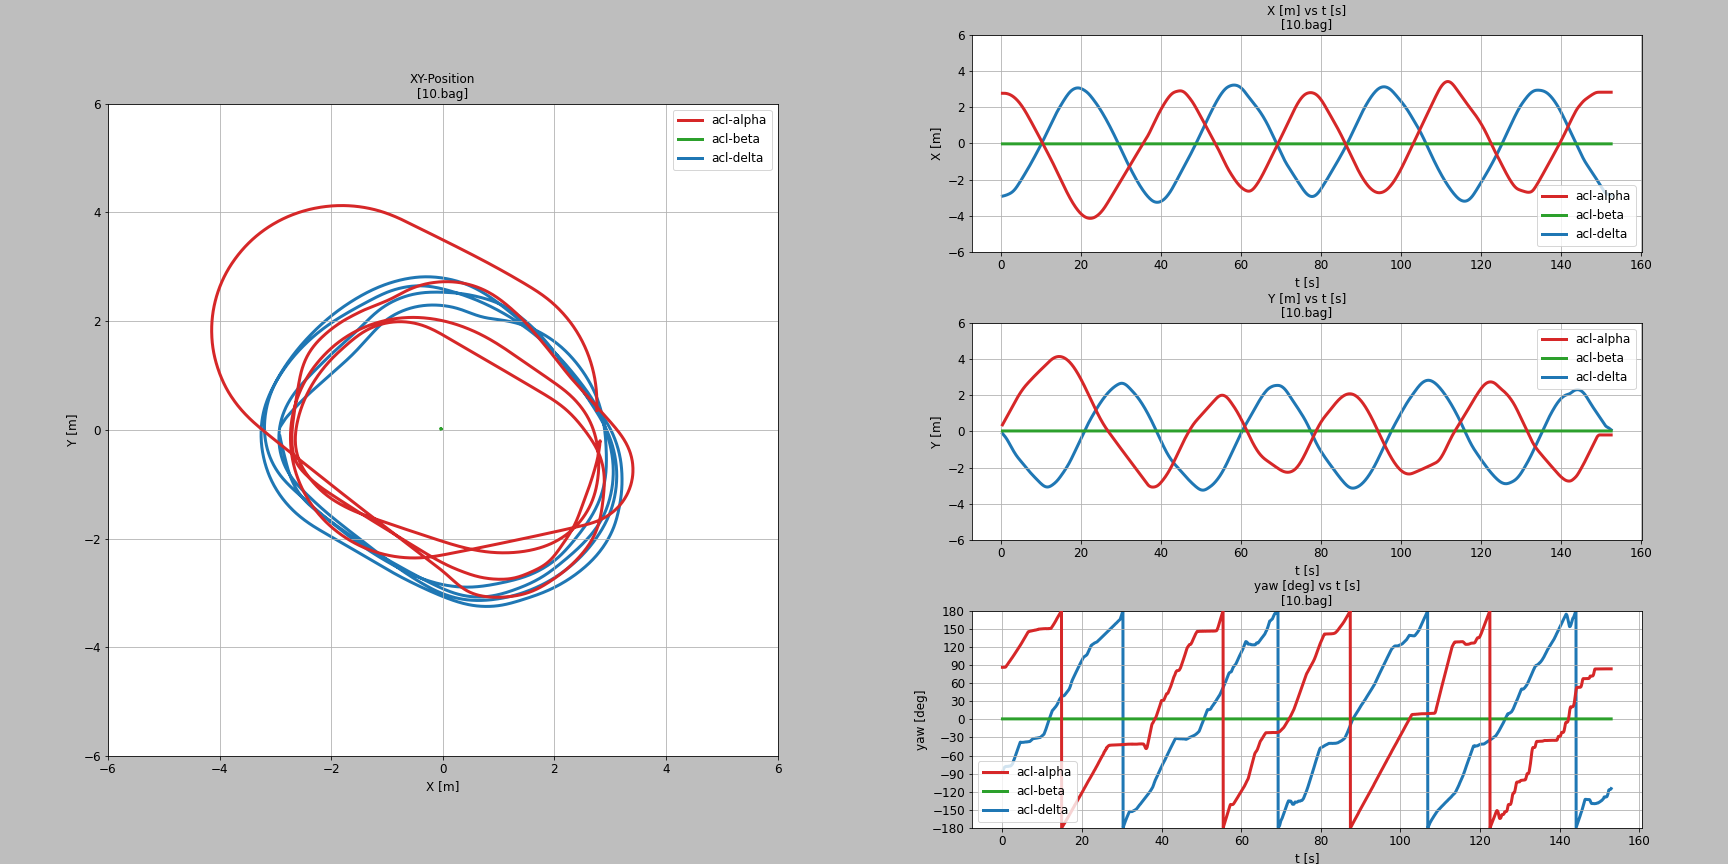 XY-Position
[10.bag]
6
4
2
0
−2
−4
−6
−6
−4
−2
0
2
4
6
X [m]
Y [m]
acl-alpha
acl-beta
acl-delta
X [m] vs t [s]
[10.bag]
6
4
2
0
−2
−4
−6
0
20
40
60
80
100
120
140
160
t [s]
X [m]
acl-alpha
acl-beta
acl-delta
Y [m] vs t [s]
[10.bag]
6
4
2
0
−2
−4
−6
0
20
40
60
80
100
120
140
160
t [s]
Y [m]
acl-alpha
acl-beta
acl-delta
yaw [deg] vs t [s]
[10.bag]
180
150
120
90
60
30
0
−30
−60
−90
−120
−150
−180
0
20
40
60
80
100
120
140
160
t [s]
yaw [deg]
acl-alpha
acl-beta
acl-delta